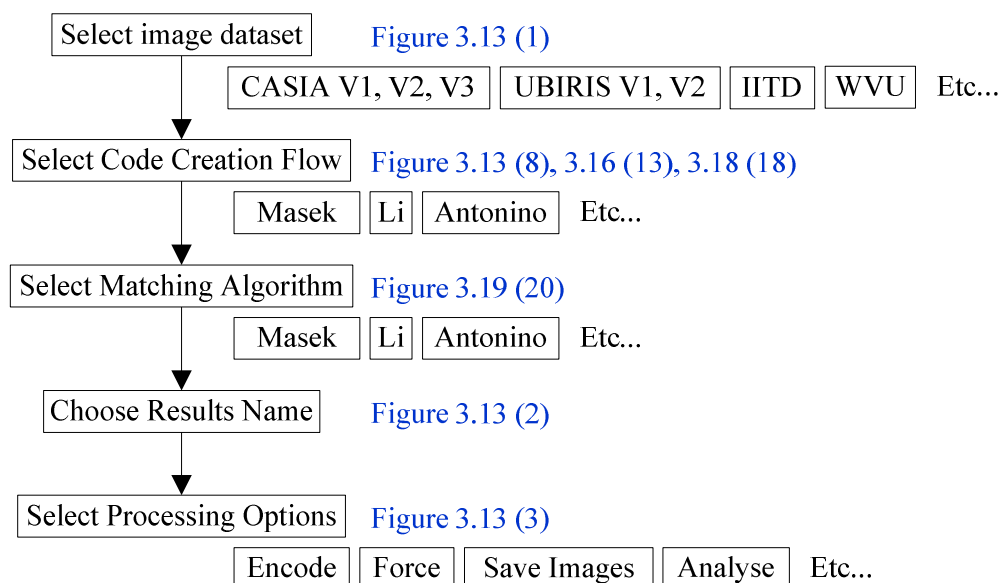 Select image dataset Figure 3.13 (1)
CASIA V1, V2, V3 UBIRIS V1, V2 IITD WVU Etc...
Select Code Creation Flow Figure 3.13 (8), 3.16 (13), 3.18 (18)
Masek Li Antonino Etc...
Select Matching Algorithm Figure 3.19 (20)
Masek Li Antonino Etc...
Choose Results Name Figure 3.13 (2)
Select Processing Options Figure 3.13 (3)
Encode Force Save Images Analyse Etc...